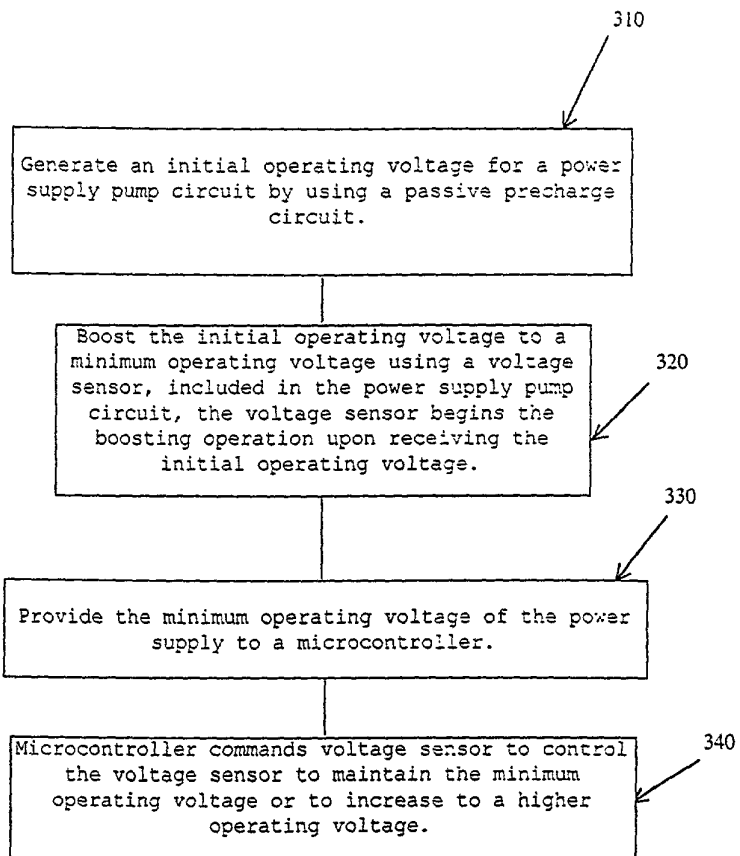 310
Generate an initial operating voltage for a power
supply pump circuit by using a passive precharge
circuit.
Boost the initial operating voltage to a
minimum operating voltage using a voltage
sensor, included in the power supply pump
circuit, the voltage sensor begins the
boosting operation upon receiving the
initial operating voltage.
320
330
Provide the minimum operating voltage of the power
supply to a microcontroller.
Microcontroller commands voltage sensor to control
the voltage sensor to maintain the minimum
operating voltage or to increase to a higher
operating voltage.
340